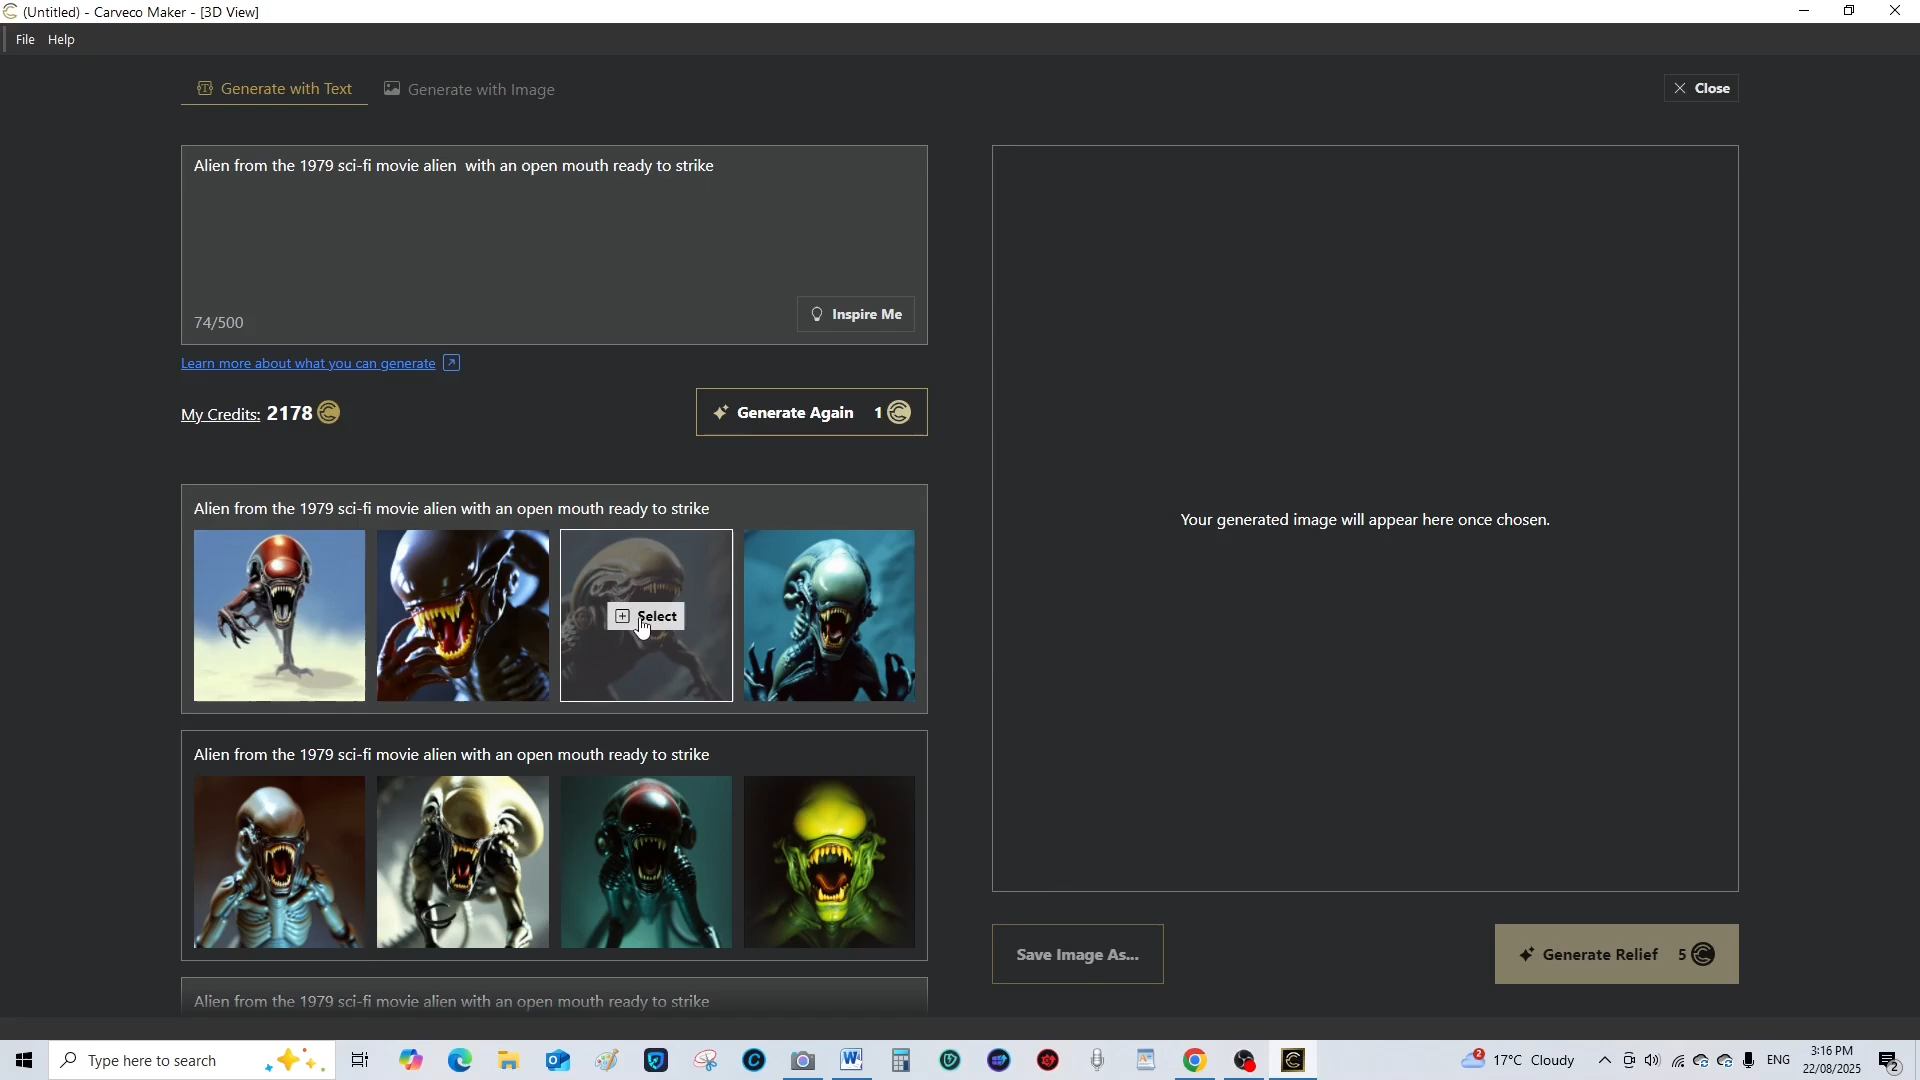 (Untitled) - Carveco Maker - [3D View]
File Help
Generate with Text Generate with Image
Close
Alien from the 1979 sci-fi movie alien  with an open mouth ready to strike
74/500
Inspire Me
Learn more about what you can generate
My Credits: 2178
Generate Again 1
Alien from the 1979 sci-fi movie alien with an open mouth ready to strike
Select
Alien from the 1979 sci-fi movie alien with an open mouth ready to strike
Alien from the 1979 sci-fi movie alien with an open mouth ready to strike
Your generated image will appear here once chosen.
Save Image As...
Generate Relief 5
Type here to search
2
17°C Cloudy
ENG
3:16 PM
22/08/2025
2